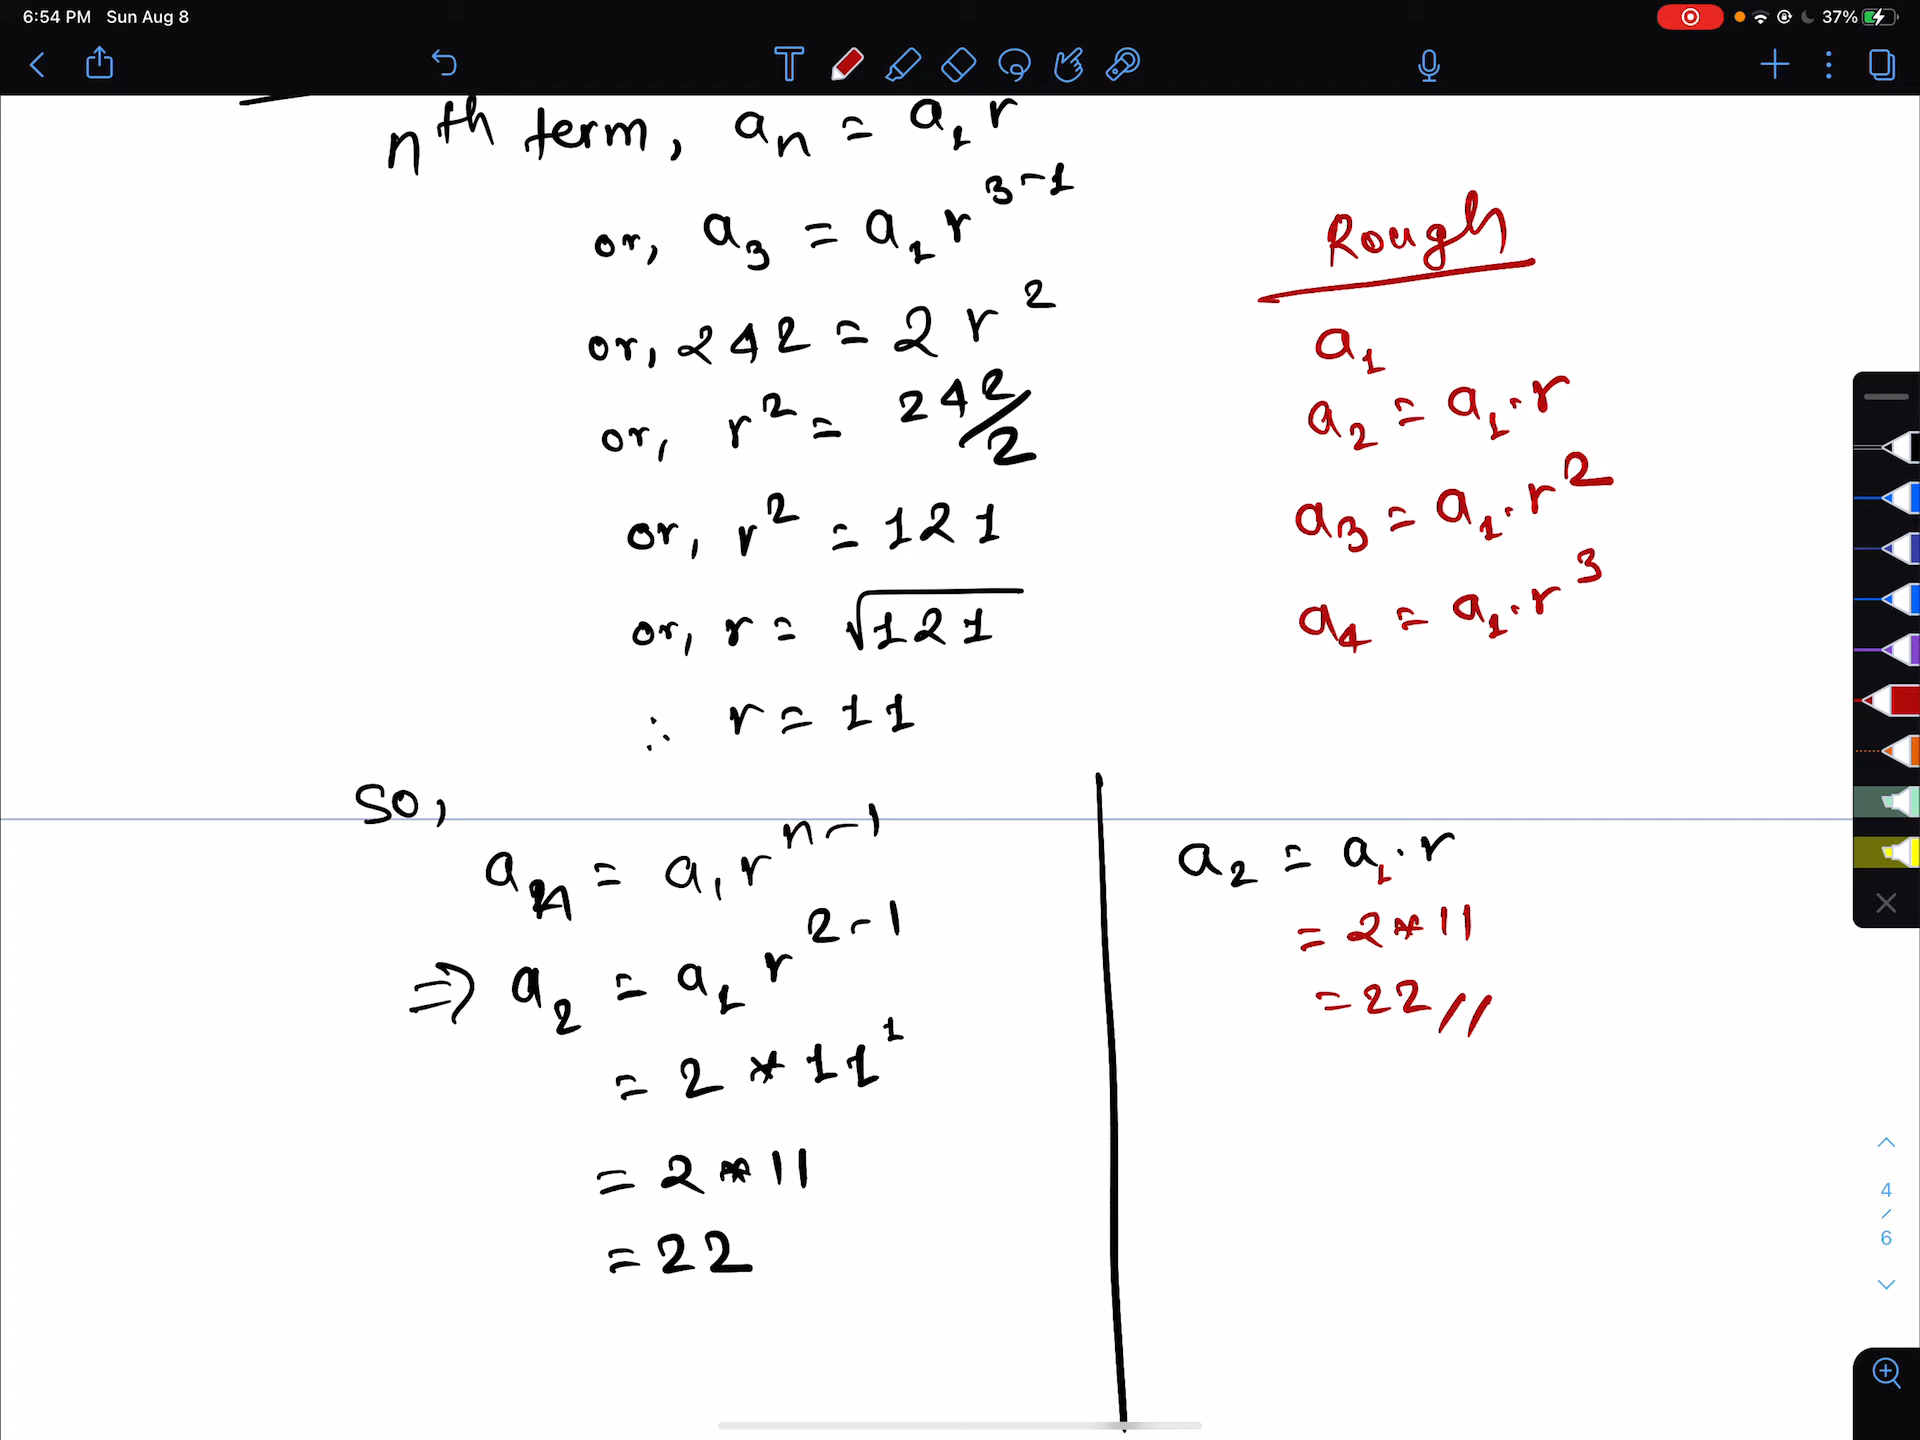 6:54 PM Sun Aug 8 37%
nth term, an = a1 r
or, a3 = a1 r^3-1
or, 242 = 2 r^2
or, r^2 = 242/2
or, r^2 = 121
or, r = √121
∴ r = 11
Rough
a1
a2 = a1 · r
a3 = a1 · r^2
a4 = a1 · r^3
So,
an = a1 r^n-1
⇒ a2 = a1 r^2-1
= 2 * 11^1
= 2 * 11
= 22
a2 = a1 · r
= 2 * 11
= 22 //
4
/
6